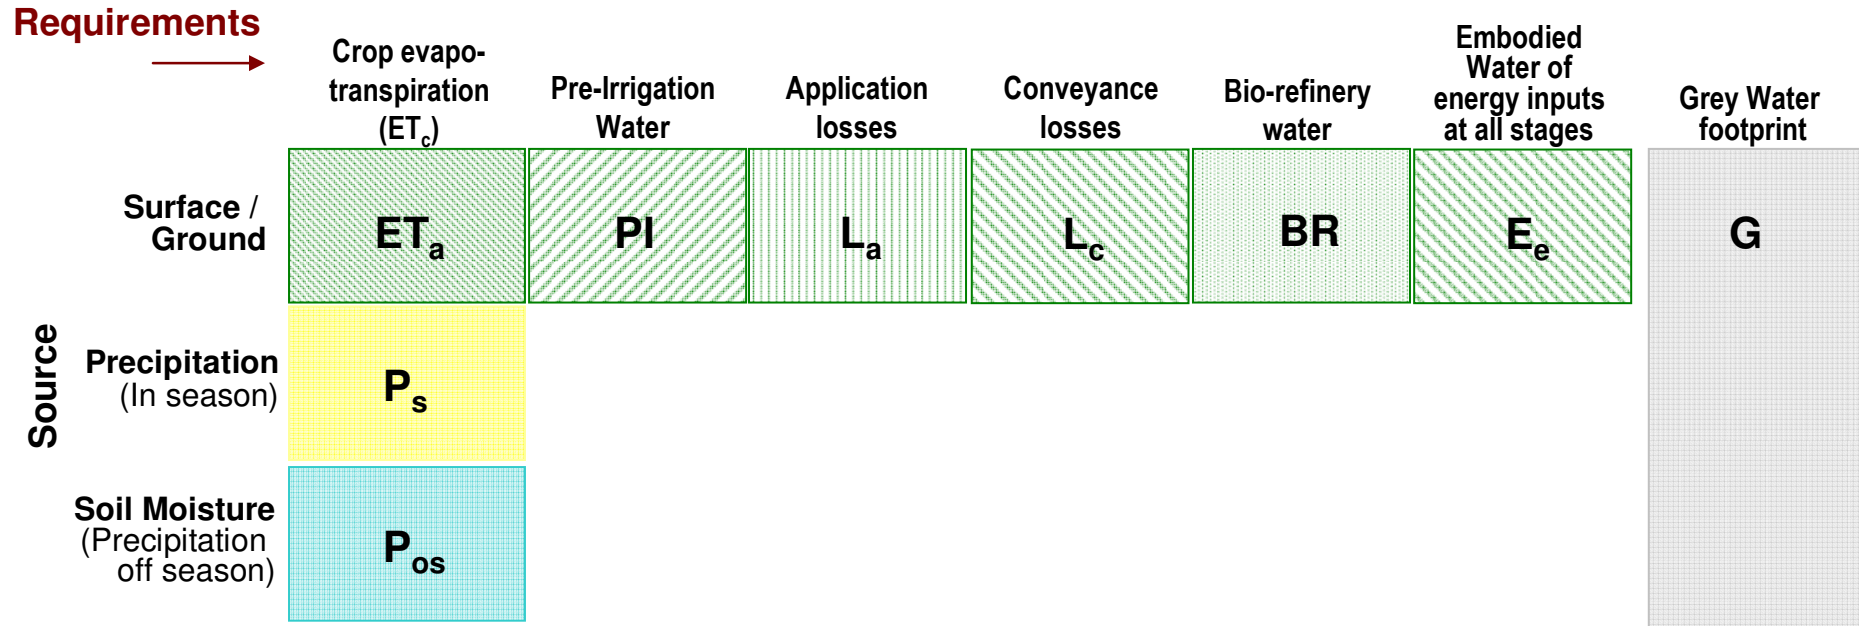 Requirements
Crop evapo-
transpiration
(ETc)
Pre-Irrigation
Water
Application
losses
Conveyance
losses
Bio-refinery
water
Embodied
Water of
energy inputs
at all stages
Grey Water
footprint
Surface /
Ground
ETa
PI
La
Lc
BR
Ee
G
Source
Precipitation
(In season)
Ps
Soil Moisture
(Precipitation
off season)
Pos